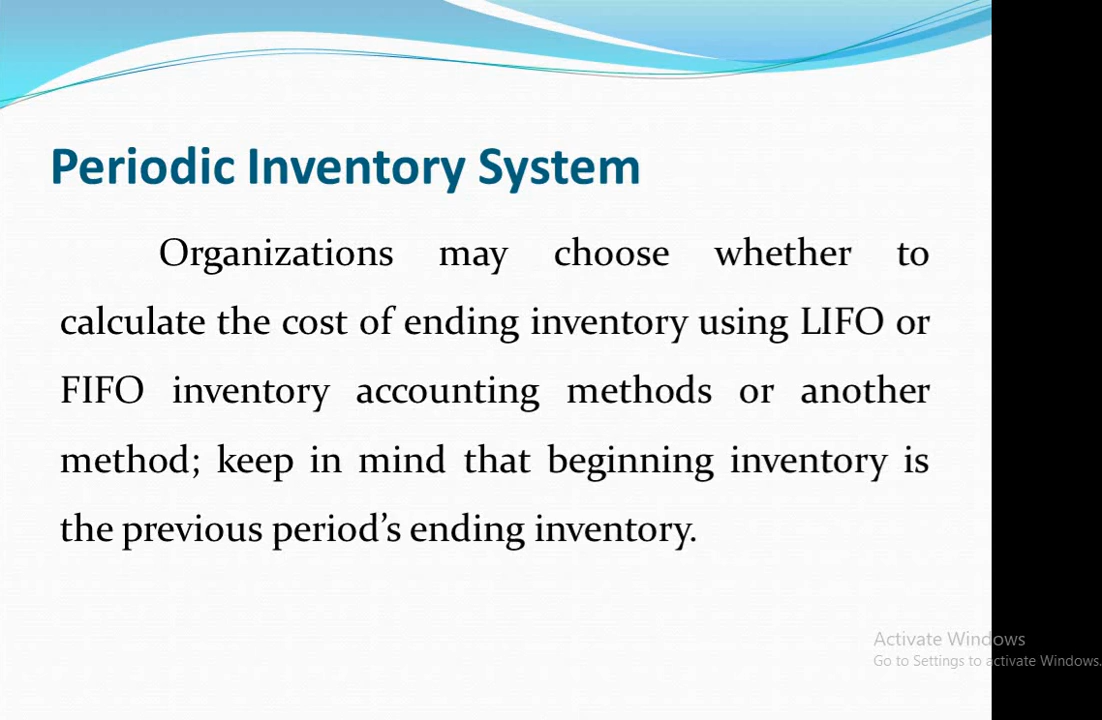 Periodic Inventory System
Organizations may choose whether to
calculate the cost of ending inventory using LIFO or
FIFO inventory accounting methods or another
method; keep in mind that beginning inventory is
the previous period’s ending inventory.
Activate Windows
Go to Settings to activate Windows.